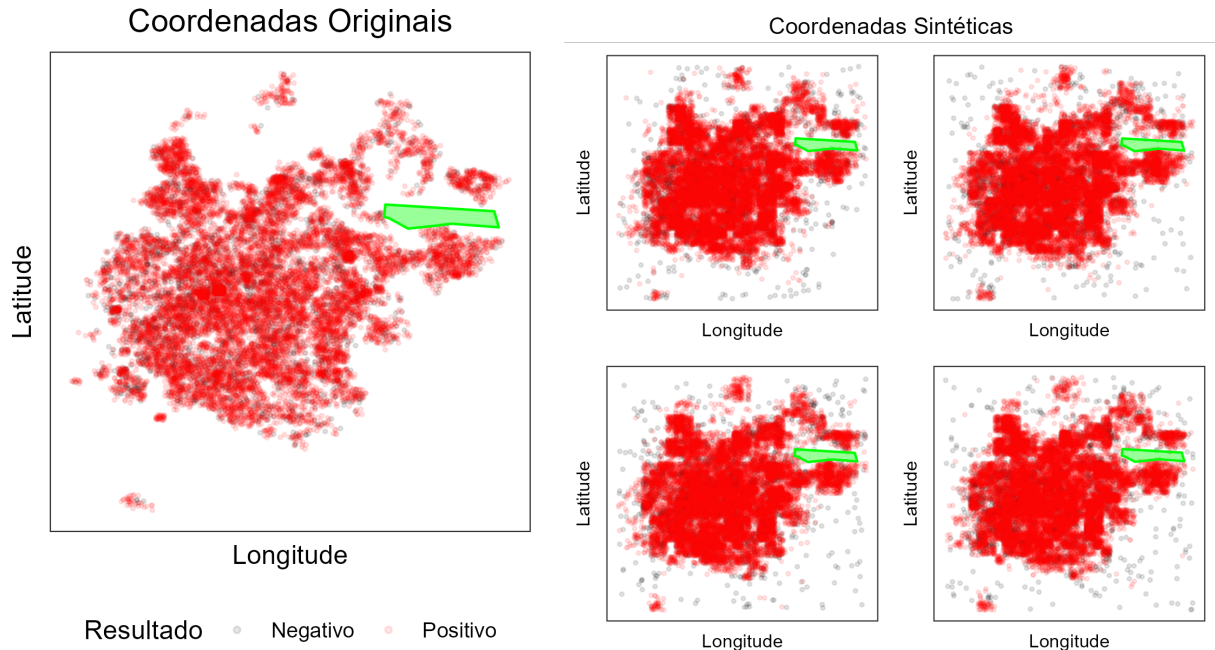 Coordenadas Originais
Latitude
Longitude
Resultado Negativo Positivo
Coordenadas Sintéticas
Latitude
Longitude
Latitude
Longitude
Latitude
Longitude
Latitude
Longitude